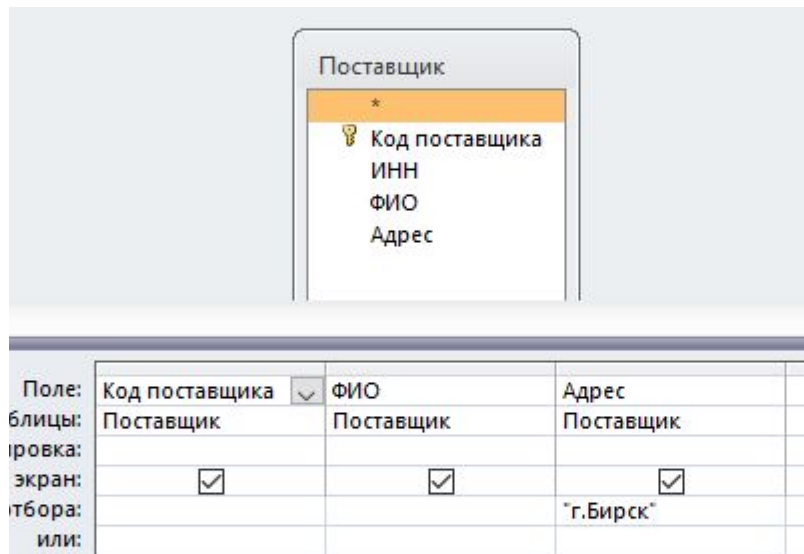 Поставщик
*
Код поставщика
ИНН
ФИО
Адрес
Поле: Код поставщика ФИО Адрес
блицы: Поставщик Поставщик Поставщик
ировка:
экран:
тбора: "г.Бирск"
или: